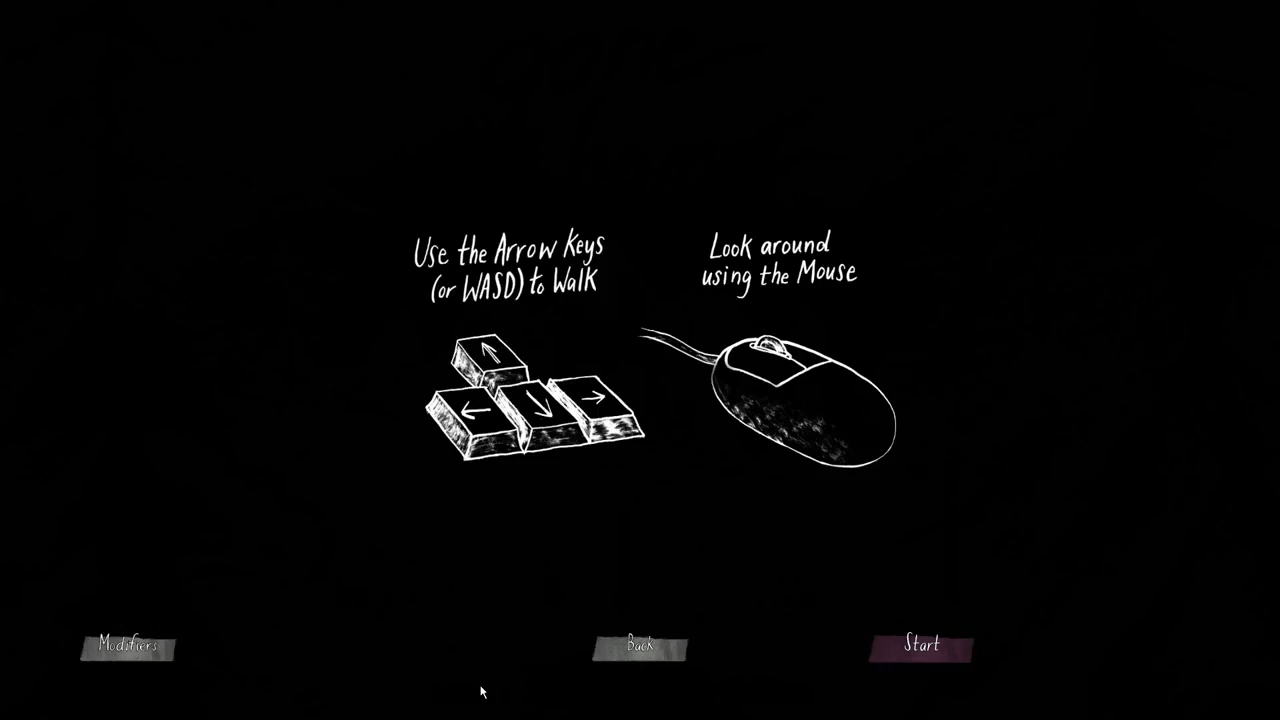 Use the Arrow Keys
(or WASD) to Walk
Look around
using the Mouse
Modifiers
Back
Start